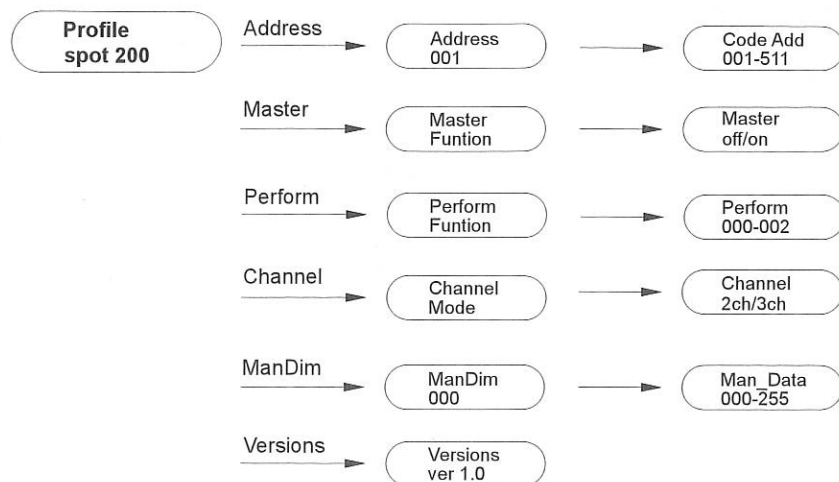 Profile
spot 200
Address
Address
001
Code Add
001-511
Master
Master
Funtion
Master
off/on
Perform
Perform
Funtion
Perform
000-002
Channel
Channel
Mode
Channel
2ch/3ch
ManDim
ManDim
000
Man_Data
000-255
Versions
Versions
ver 1.0